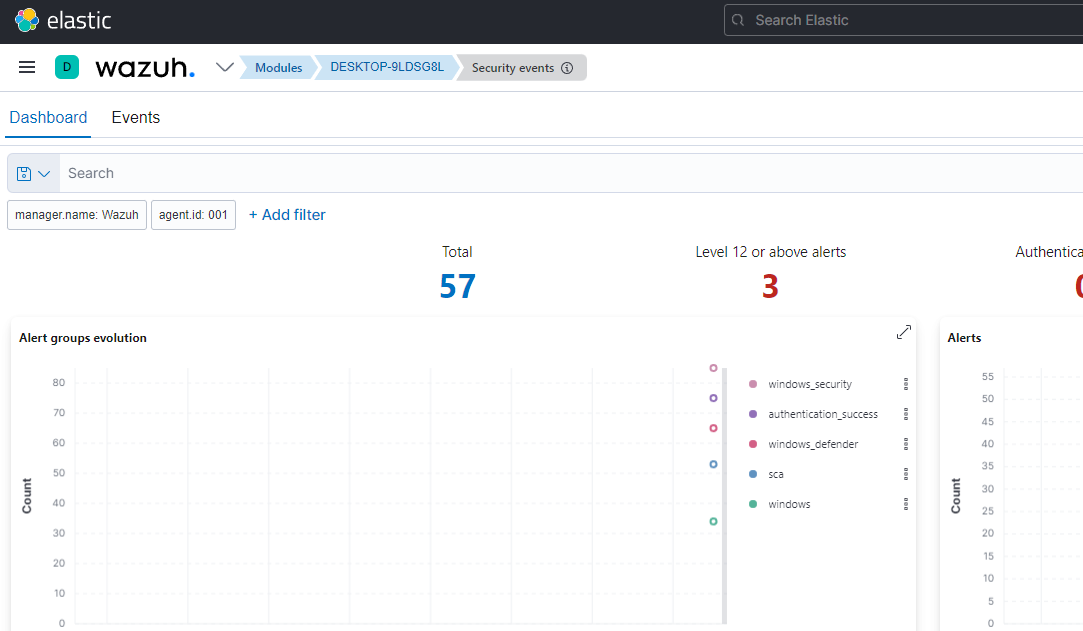 elastic
Search Elastic
D
wazuh.
Modules
DESKTOP-9LDSG8L
Security events
Dashboard
Events
Search
manager.name: Wazuh
agent.id: 001
+ Add filter
Total
57
Level 12 or above alerts
3
Authentica
Alert groups evolution
80
70
60
50
40
30
20
10
0
Count
windows_security
authentication_success
windows_defender
sca
windows
Alerts
55
50
45
40
35
30
25
20
15
10
5
0
Count